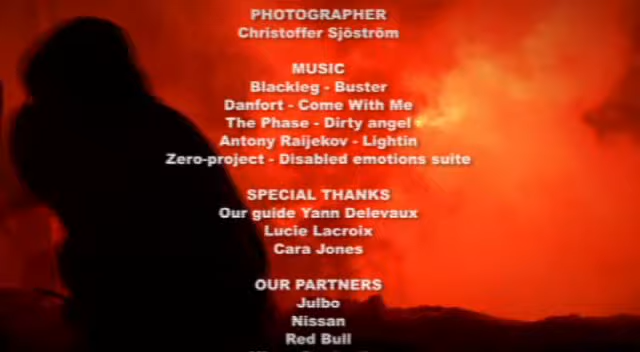 PHOTOGRAPHER
Christoffer Sjöström
MUSIC
Blackleg - Buster
Danfort - Come With Me
The Phase - Dirty angel
Antony Raijekov - Lightin
Zero-project - Disabled emotions suite
SPECIAL THANKS
Our guide Yann Delevaux
Lucie Lacroix
Cara Jones
OUR PARTNERS
Julbo
Nissan
Red Bull